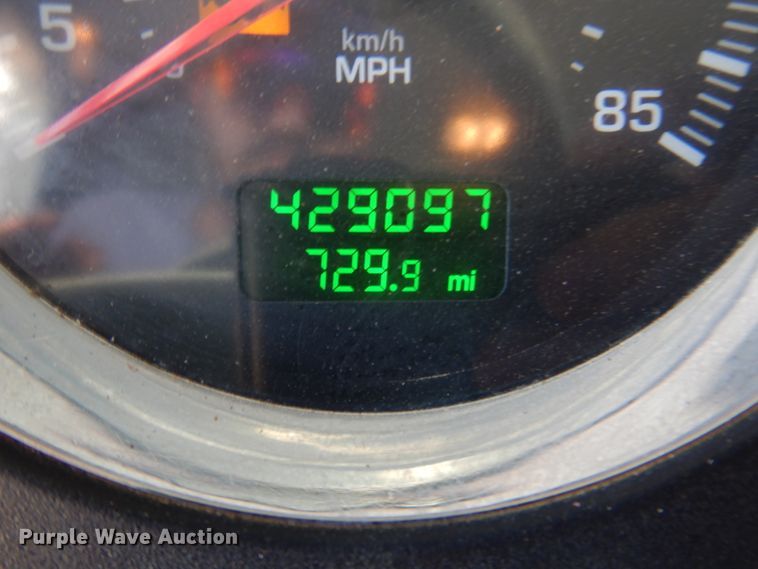 5
km/h
MPH
85
429097
729.9 mi
Purple Wave Auction